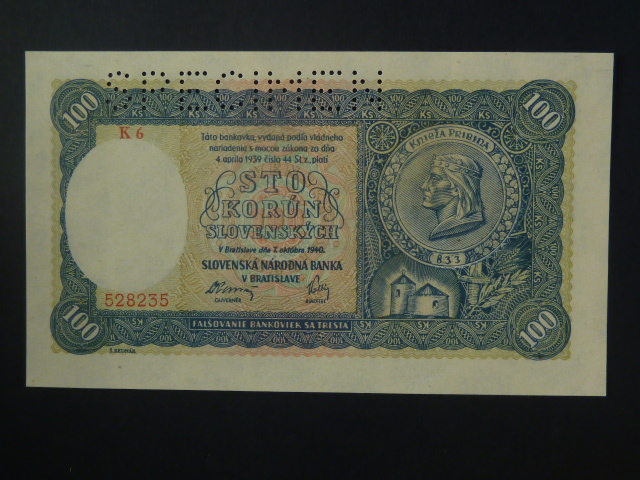 SPECIMEN
100
100
K 6
Táto bankovka, vydaná podľa vládneho
nariadenia s mocou zákona zo dňa
4. apríla 1939 číslo 44 Sl. z., platí
STO
KORÚN
SLOVENSKÝCH
V Bratislave dňa 7. októbra 1940.
SLOVENSKÁ NÁRODNÁ BANKA
V BRATISLAVE
GUVERNÉR
KNIEŽA PRIBINA
833
528235
100
100
FALŠOVANIE BANKOVIEK SA TRESTÁ